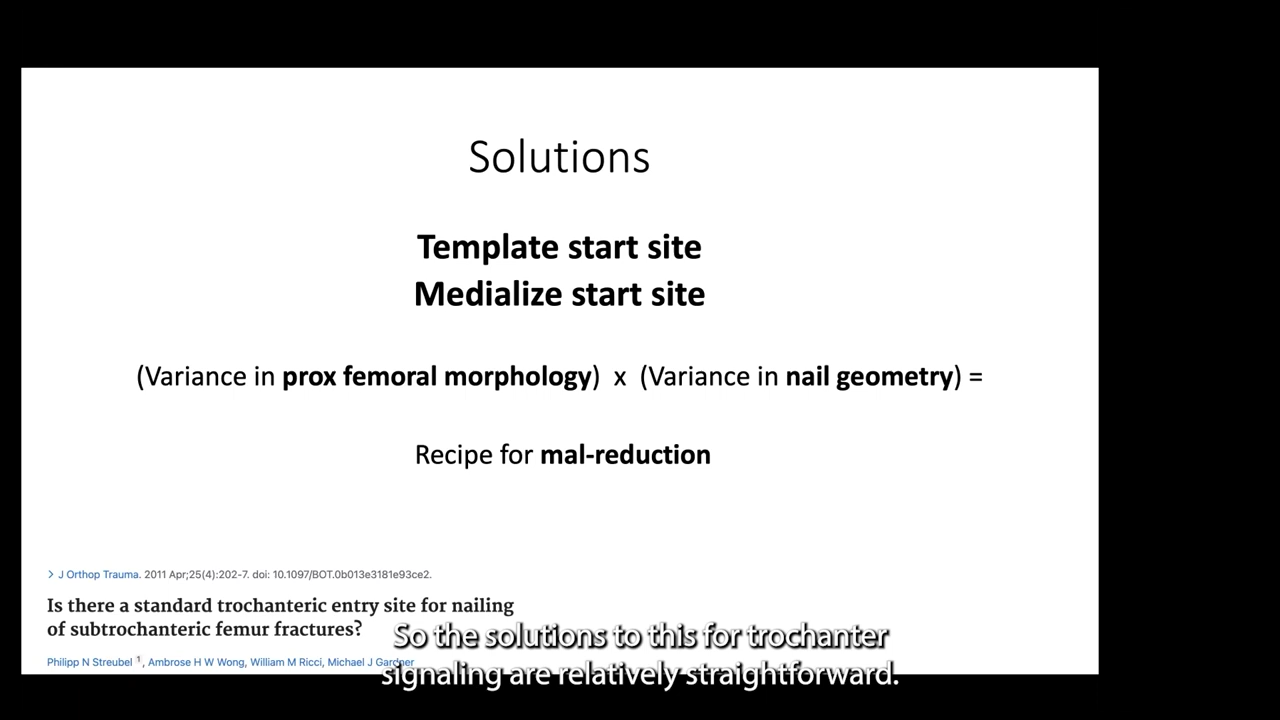 Solutions
Template start site
Medialize start site
(Variance in prox femoral morphology) x (Variance in nail geometry) =
Recipe for mal-reduction
> J Orthop Trauma. 2011 Apr;25(4):202-7. doi: 10.1097/BOT.0b013e3181e93ce2.
Is there a standard trochanteric entry site for nailing
of subtrochanteric femur fractures?
Philipp N Streubel 1, Ambrose H W Wong, William M Ricci, Michael J Gardner
So the solutions to this for trochanter
signaling are relatively straightforward.